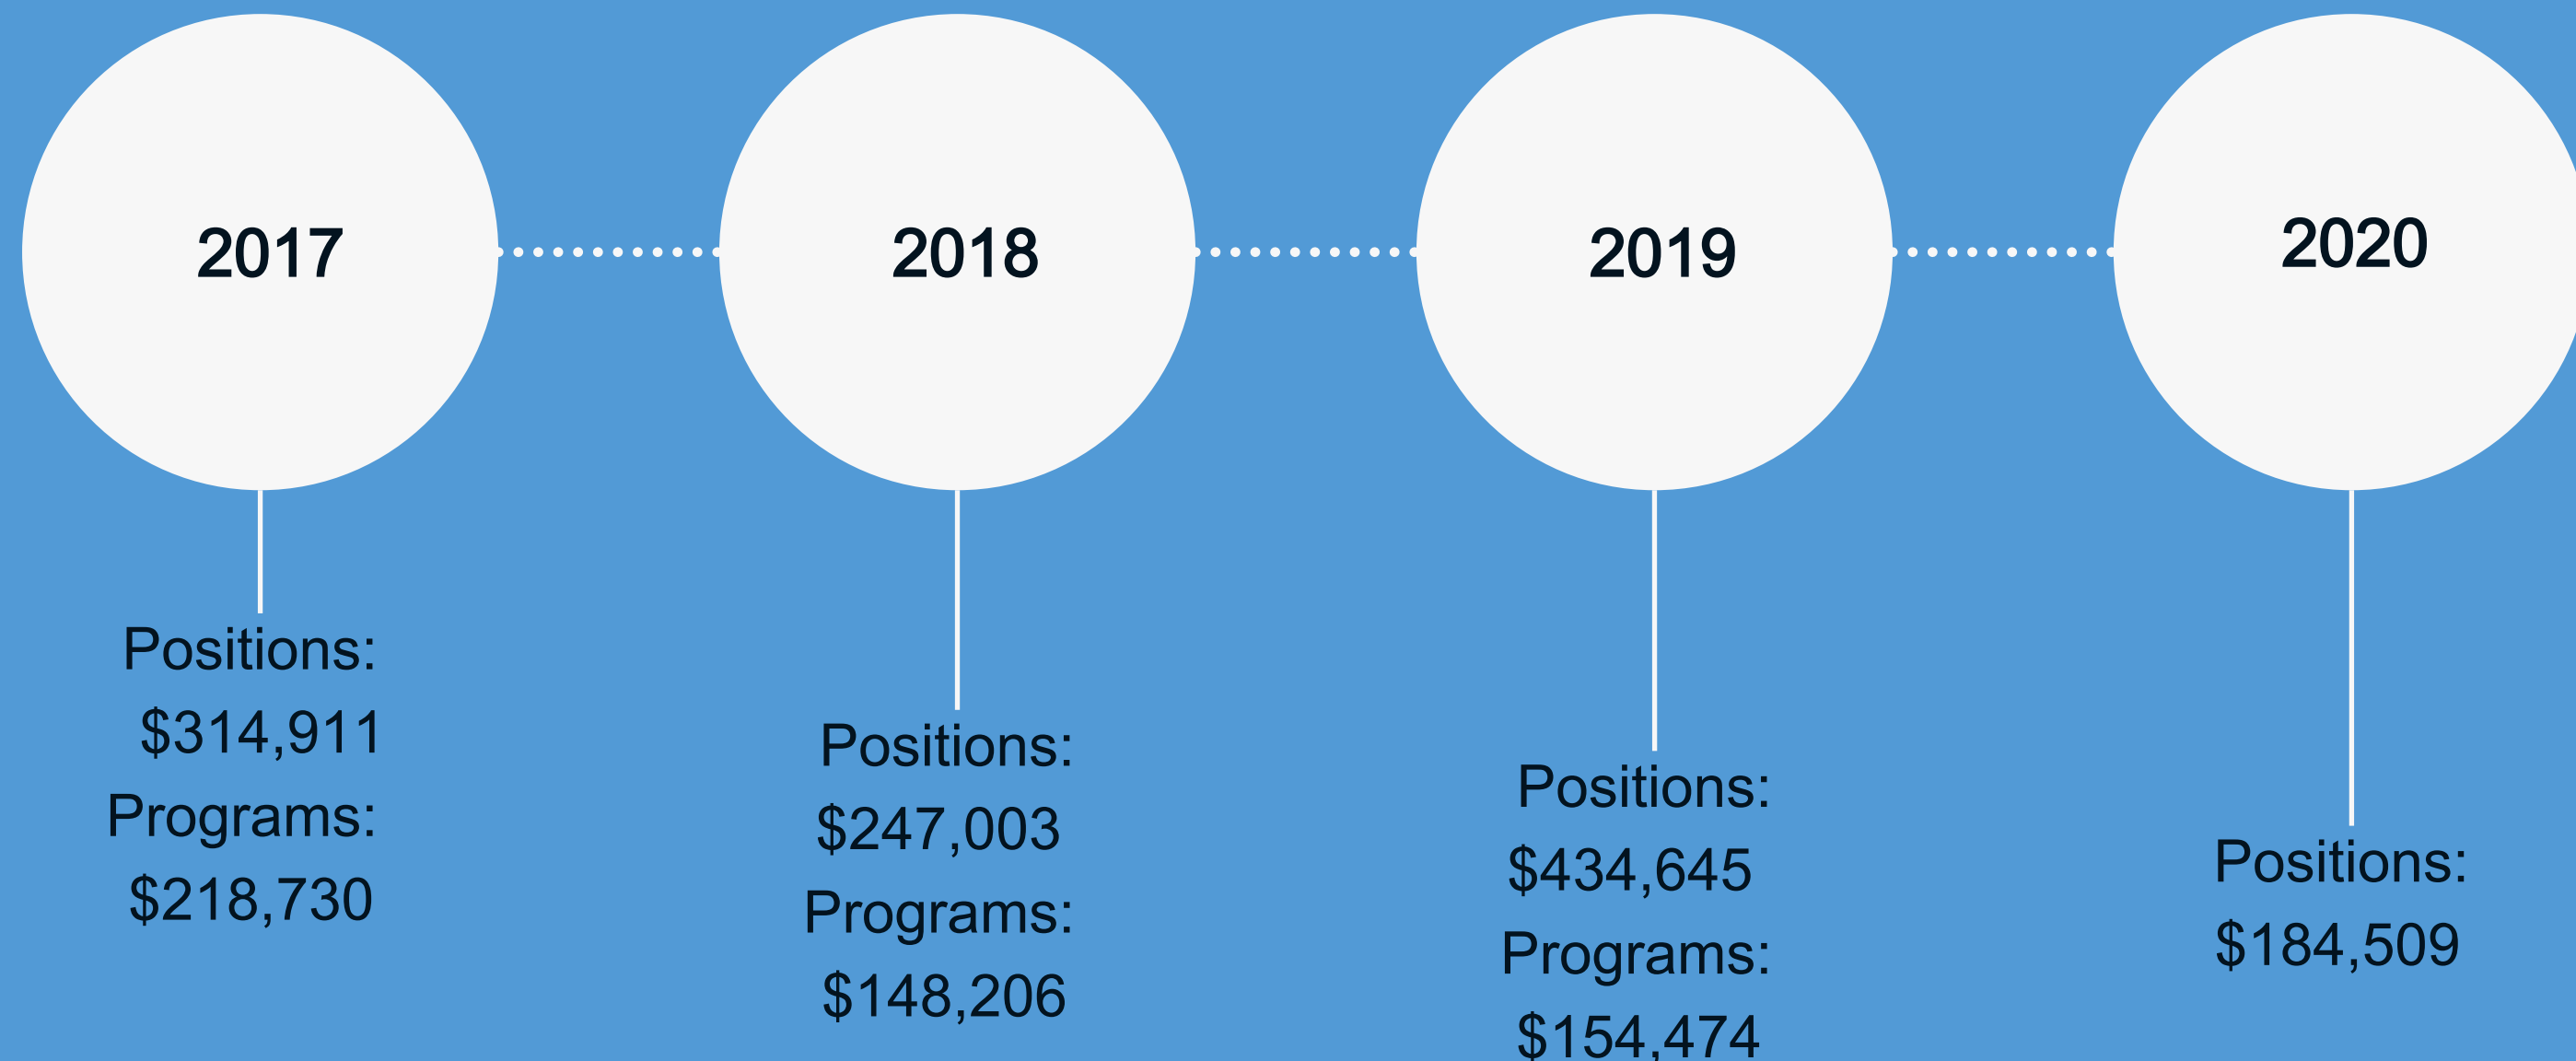 2017
Positions:
$314,911
Programs:
$218,730
2018
Positions:
$247,003
Programs:
$148,206
2019
Positions:
$434,645
Programs:
$154,474
2020
Positions:
$184,509